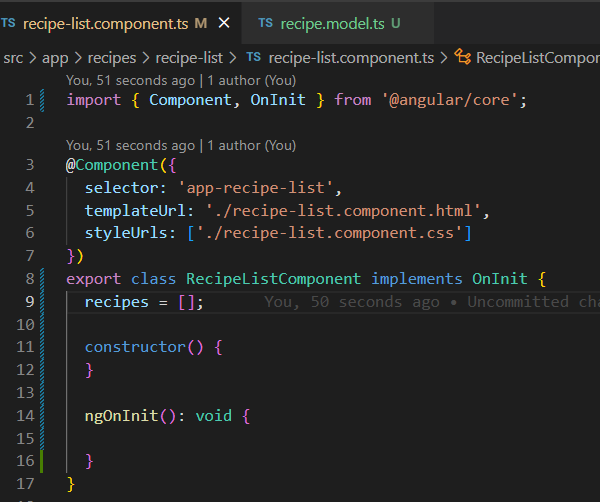 TS recipe-list.component.ts M × TS recipe.model.ts U
src > app > recipes > recipe-list > TS recipe-list.component.ts > RecipeListCompon
You, 51 seconds ago | 1 author (You)
1 import { Component, OnInit } from '@angular/core';
2
You, 51 seconds ago | 1 author (You)
3 @Component({
4 selector: 'app-recipe-list',
5 templateUrl: './recipe-list.component.html',
6 styleUrls: ['./recipe-list.component.css']
7 })
8 export class RecipeListComponent implements OnInit {
9 recipes = []; You, 50 seconds ago • Uncommitted cha
10
11 constructor() {
12 }
13
14 ngOnInit(): void {
15
16 }
17 }